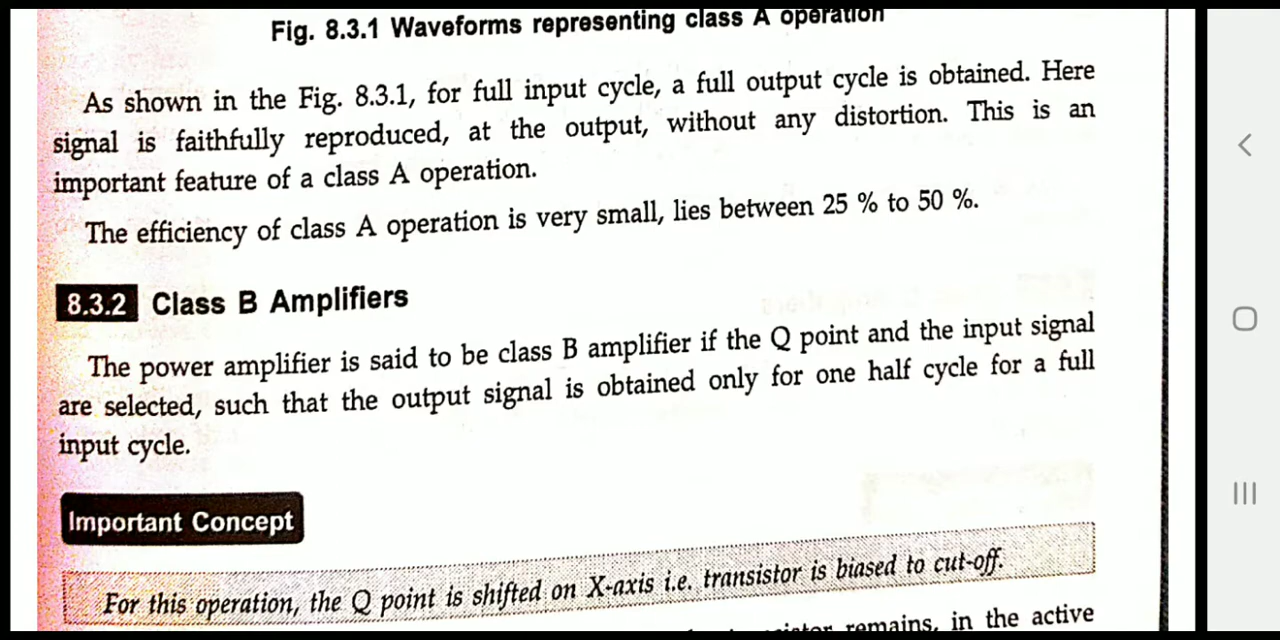 Fig. 8.3.1 Waveforms representing class A operation
As shown in the Fig. 8.3.1, for full input cycle, a full output cycle is obtained. Here
signal is faithfully reproduced, at the output, without any distortion. This is an
important feature of a class A operation.
The efficiency of class A operation is very small, lies between 25 % to 50 %.
8.3.2 Class B Amplifiers
The power amplifier is said to be class B amplifier if the Q point and the input signal
are selected, such that the output signal is obtained only for one half cycle for a full
input cycle.
Important Concept
For this operation, the Q point is shifted on X-axis i.e. transistor is biased to cut-off.
remains, in the active